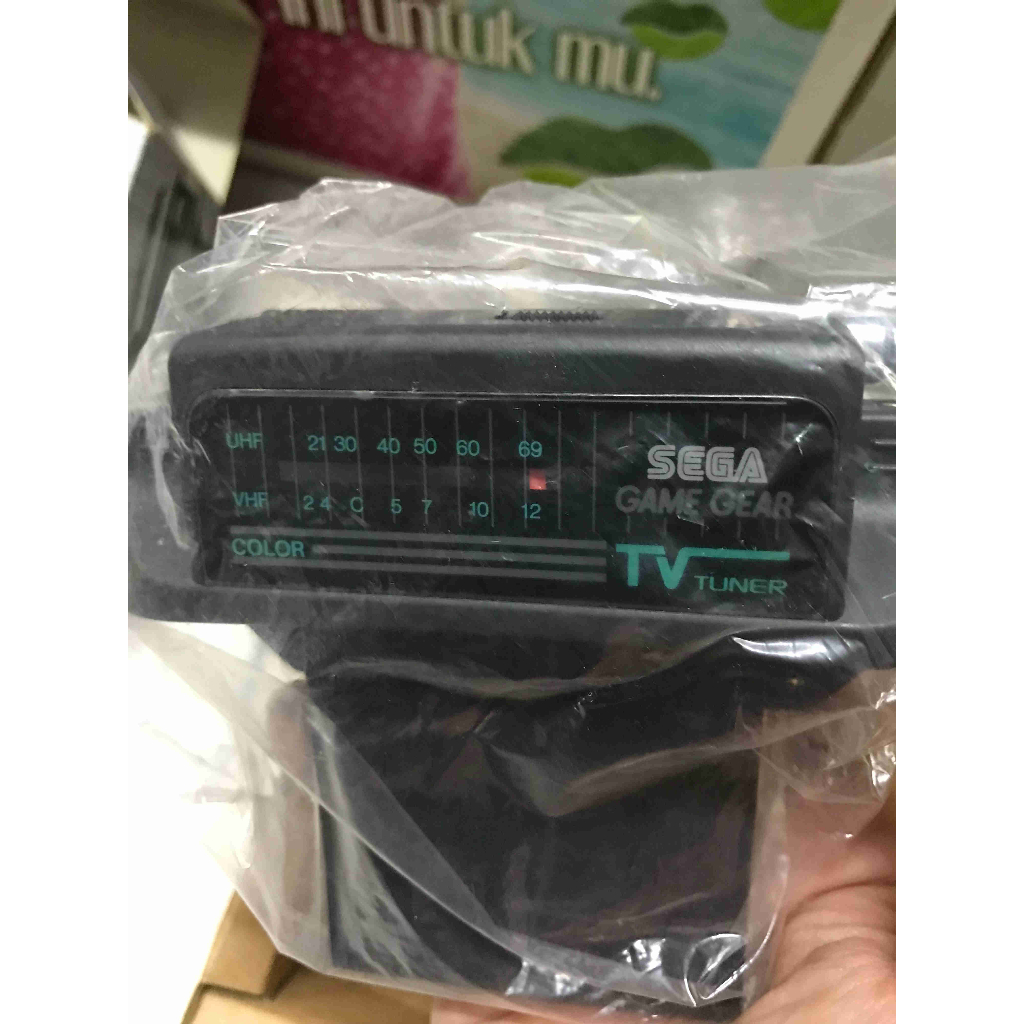 ini untuk mu.
UHF 21 30 40 50 60 69
SEGA
GAME GEAR
VHF 2 4 C 5 7 10 12
COLOR
TV TUNER